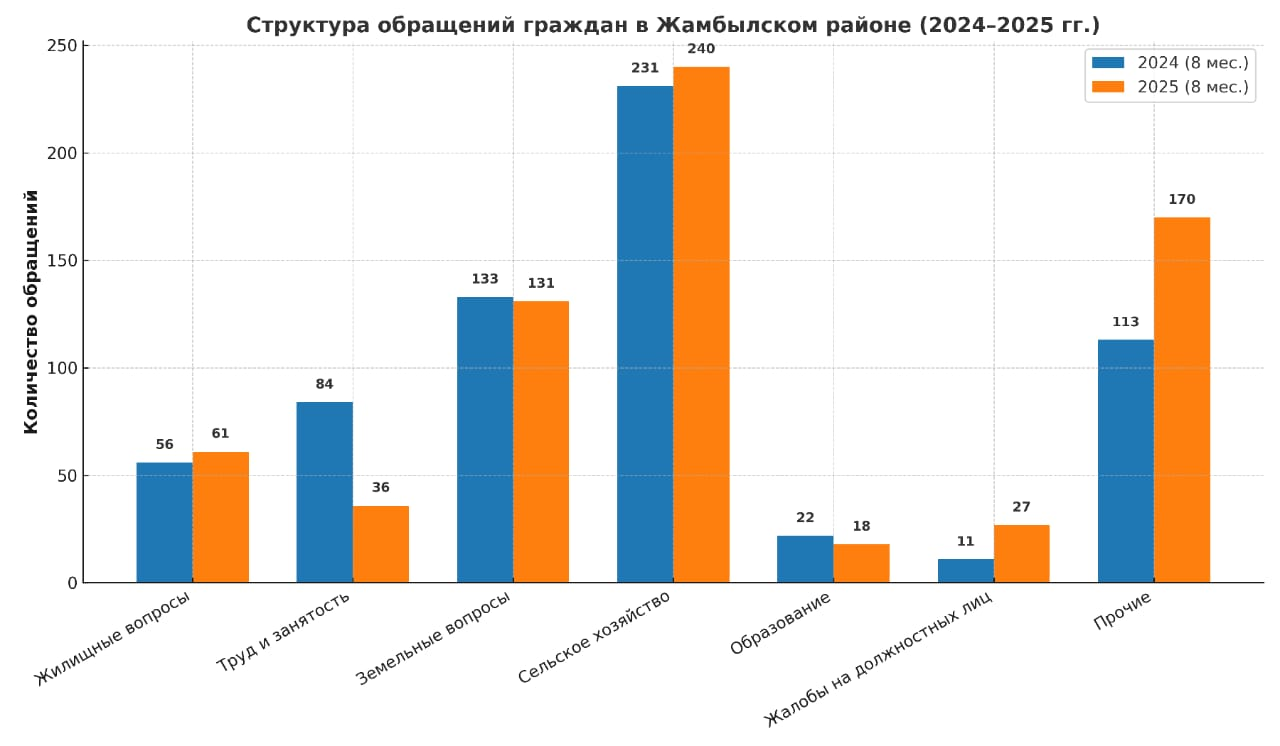 Структура обращений граждан в Жамбылском районе (2024–2025 гг.)
2024 (8 мес.)
2025 (8 мес.)
Количество обращений
250
200
150
100
50
0
56
61
84
36
133
131
231
240
22
18
11
27
113
170
Жилищные вопросы
Труд и занятость
Земельные вопросы
Сельское хозяйство
Образование
Жалобы на должностных лиц
Прочие